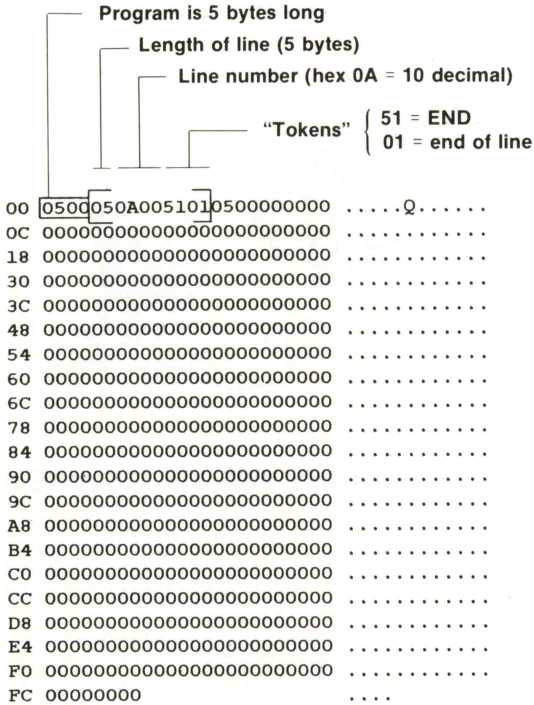 Program is 5 bytes long
Length of line (5 bytes)
Line number (hex 0A = 10 decimal)
"Tokens" { 51 = END
01 = end of line
00 0500050A0051010500000000 .....Q......
0C 000000000000000000000000 ............
18 000000000000000000000000 ............
30 000000000000000000000000 ............
3C 000000000000000000000000 ............
48 000000000000000000000000 ............
54 000000000000000000000000 ............
60 000000000000000000000000 ............
6C 000000000000000000000000 ............
78 000000000000000000000000 ............
84 000000000000000000000000 ............
90 000000000000000000000000 ............
9C 000000000000000000000000 ............
A8 000000000000000000000000 ............
B4 000000000000000000000000 ............
C0 000000000000000000000000 ............
CC 000000000000000000000000 ............
D8 000000000000000000000000 ............
E4 000000000000000000000000 ............
F0 000000000000000000000000 ............
FC 00000000 ....